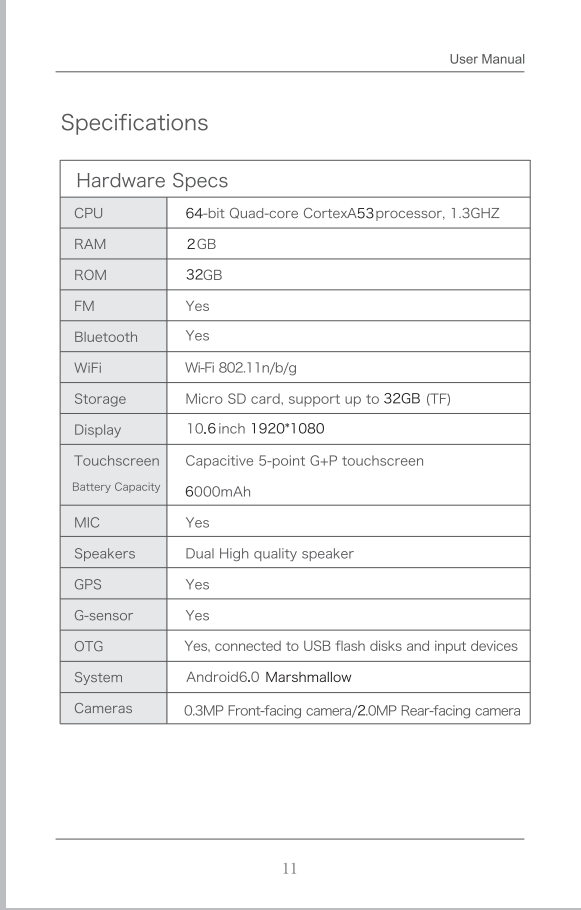 User Manual
Specifications
Hardware Specs
CPU 64-bit Quad-core CortexA53processor, 1.3GHZ
RAM 2GB
ROM 32GB
FM Yes
Bluetooth Yes
WiFi Wi-Fi 802.11n/b/g
Storage Micro SD card, support up to 32GB (TF)
Display 10.6inch 1920*1080
Touchscreen Capacitive 5-point G+P touchscreen
Battery Capacity 6000mAh
MIC Yes
Speakers Dual High quality speaker
GPS Yes
G-sensor Yes
OTG Yes, connected to USB flash disks and input devices
System Android6.0 Marshmallow
Cameras 0.3MP Front-facing camera/2.0MP Rear-facing camera
11